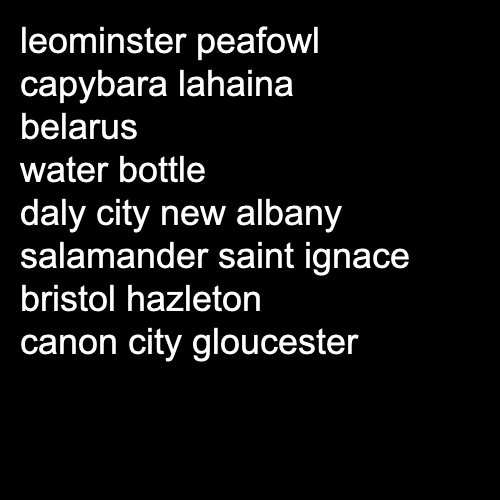 leominster peafowl
capybara lahaina
belarus
water bottle
daly city new albany
salamander saint ignace
bristol hazleton
canon city gloucester